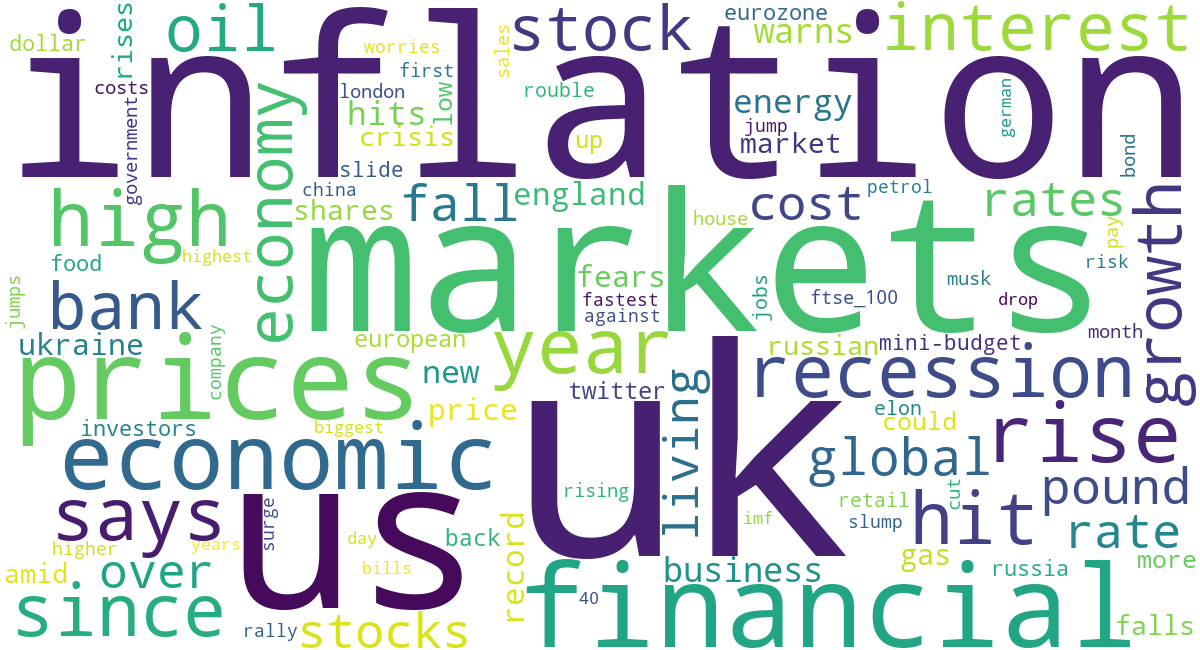 inflation
dollar
rises
oil
stock
eurozone
warns
interest
worries
sales
costs
first
london
rouble
energy
german
government
hits
low
crisis
up
jump
market
bond
economy
slide
china
fall
england
cost
petrol
rates
high
shares
markets
house
pay
growth
food
highest
fears
risk
bank
fastest
against
jobs
ftse_100
musk
drop
jumps
ukraine
company
european
year
russian
mini-budget
month
prices
new
twitter
recession
price
living
elon
could
rise
investors
biggest
economic
uk
global
says
us
surge
rising
retail
cut
hit
pound
imf
slump
rate
higher
years
day
back
record
amid
over
bills
business
gas
russia
more
since
40
financial
rally
stocks
falls